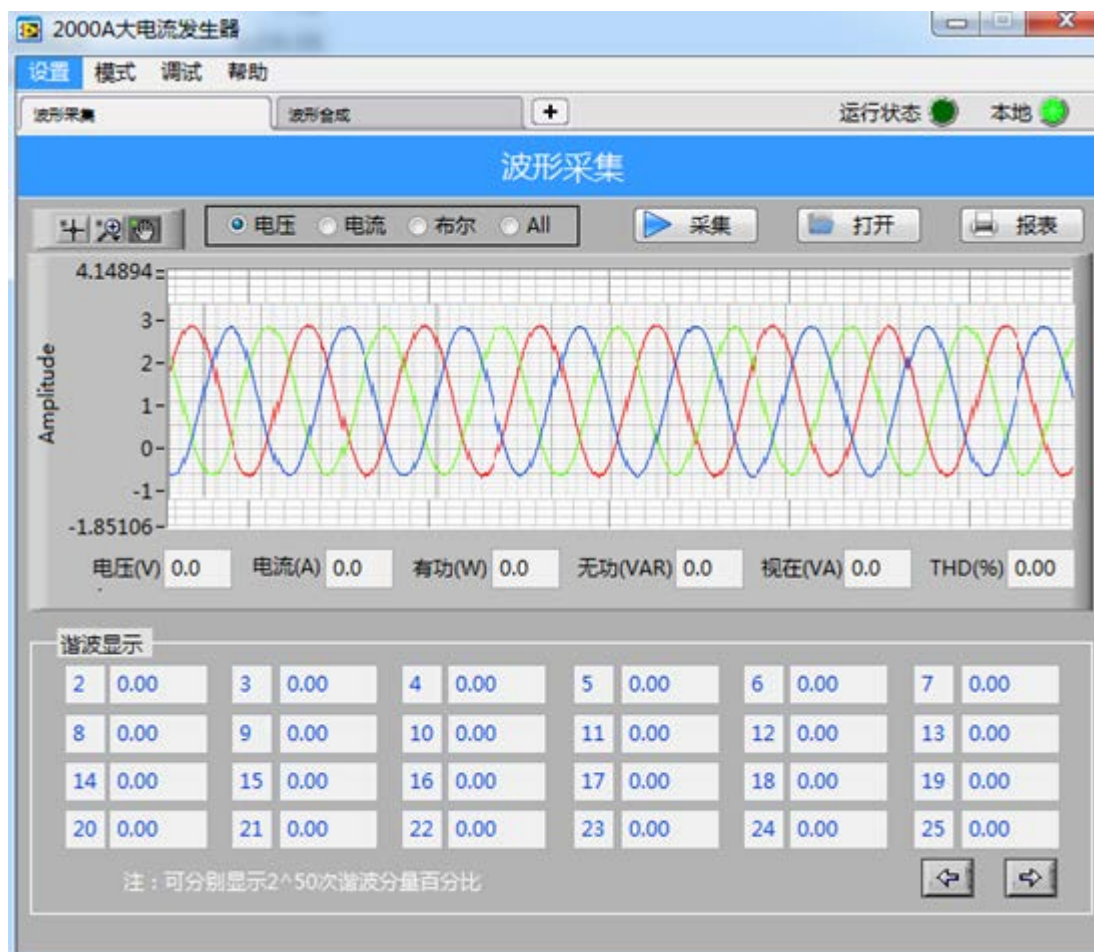 2000A大电流发生器
设置 模式 调试 帮助
波形采集 波形合成 + 运行状态 本地
波形采集
电压 电流 布尔 All 采集 打开 报表
4.14894
3
2
1
0
-1
-1.85106
Amplitude
电压(V) 0.0 电流(A) 0.0 有功(W) 0.0 无功(VAR) 0.0 视在(VA) 0.0 THD(%) 0.00
谐波显示
2 0.00 3 0.00 4 0.00 5 0.00 6 0.00 7 0.00
8 0.00 9 0.00 10 0.00 11 0.00 12 0.00 13 0.00
14 0.00 15 0.00 16 0.00 17 0.00 18 0.00 19 0.00
20 0.00 21 0.00 22 0.00 23 0.00 24 0.00 25 0.00
注：可分别显示2^50次谐波分量百分比